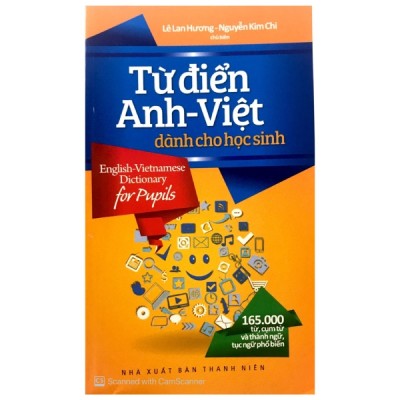 Lê Lan Hương - Nguyễn Kim Chi
chủ biên
Từ điển
Anh-Việt
dành cho học sinh
English-Vietnamese
Dictionary
for Pupils
165.000
từ, cụm từ
và thành ngữ,
tục ngữ phổ biến
NHÀ XUẤT BẢN THANH NIÊN
CS Scanned with CamScanner